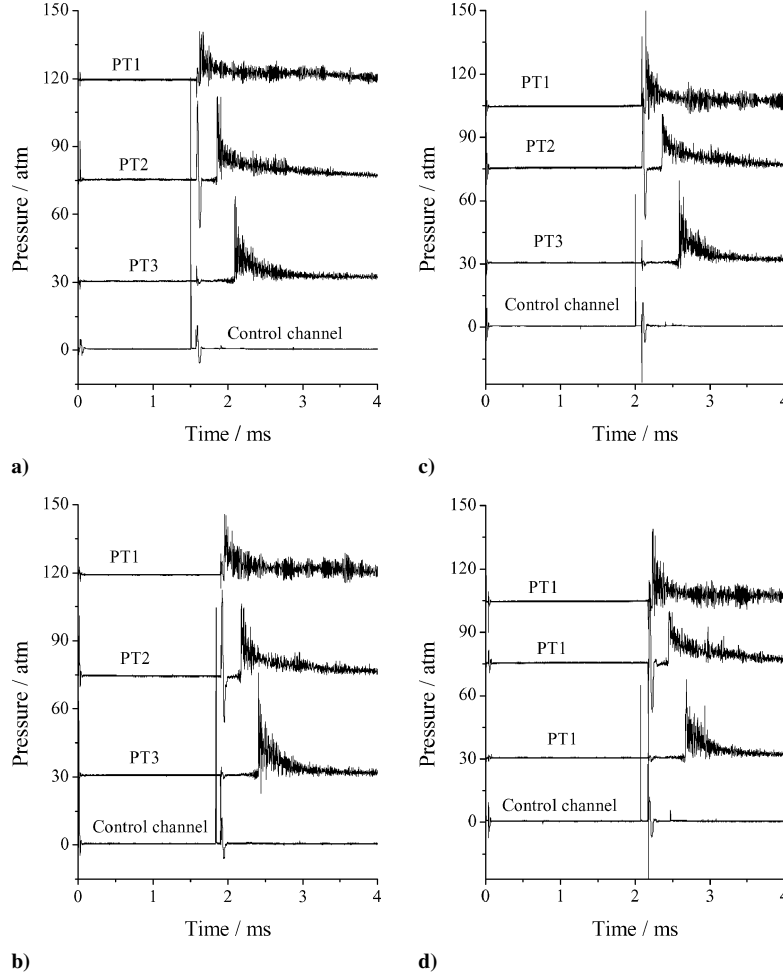 150
120
90
60
30
0
Pressure / atm
PT1
PT2
PT3
Control channel
0 1 2 3 4
Time / ms
a)
150
120
90
60
30
0
Pressure / atm
PT1
PT2
PT3
Control channel
0 1 2 3 4
Time / ms
c)
150
120
90
60
30
0
Pressure / atm
PT1
PT2
PT3
Control channel
0 1 2 3 4
Time / ms
b)
150
120
90
60
30
0
Pressure / atm
PT1
PT1
PT1
Control channel
0 1 2 3 4
Time / ms
d)